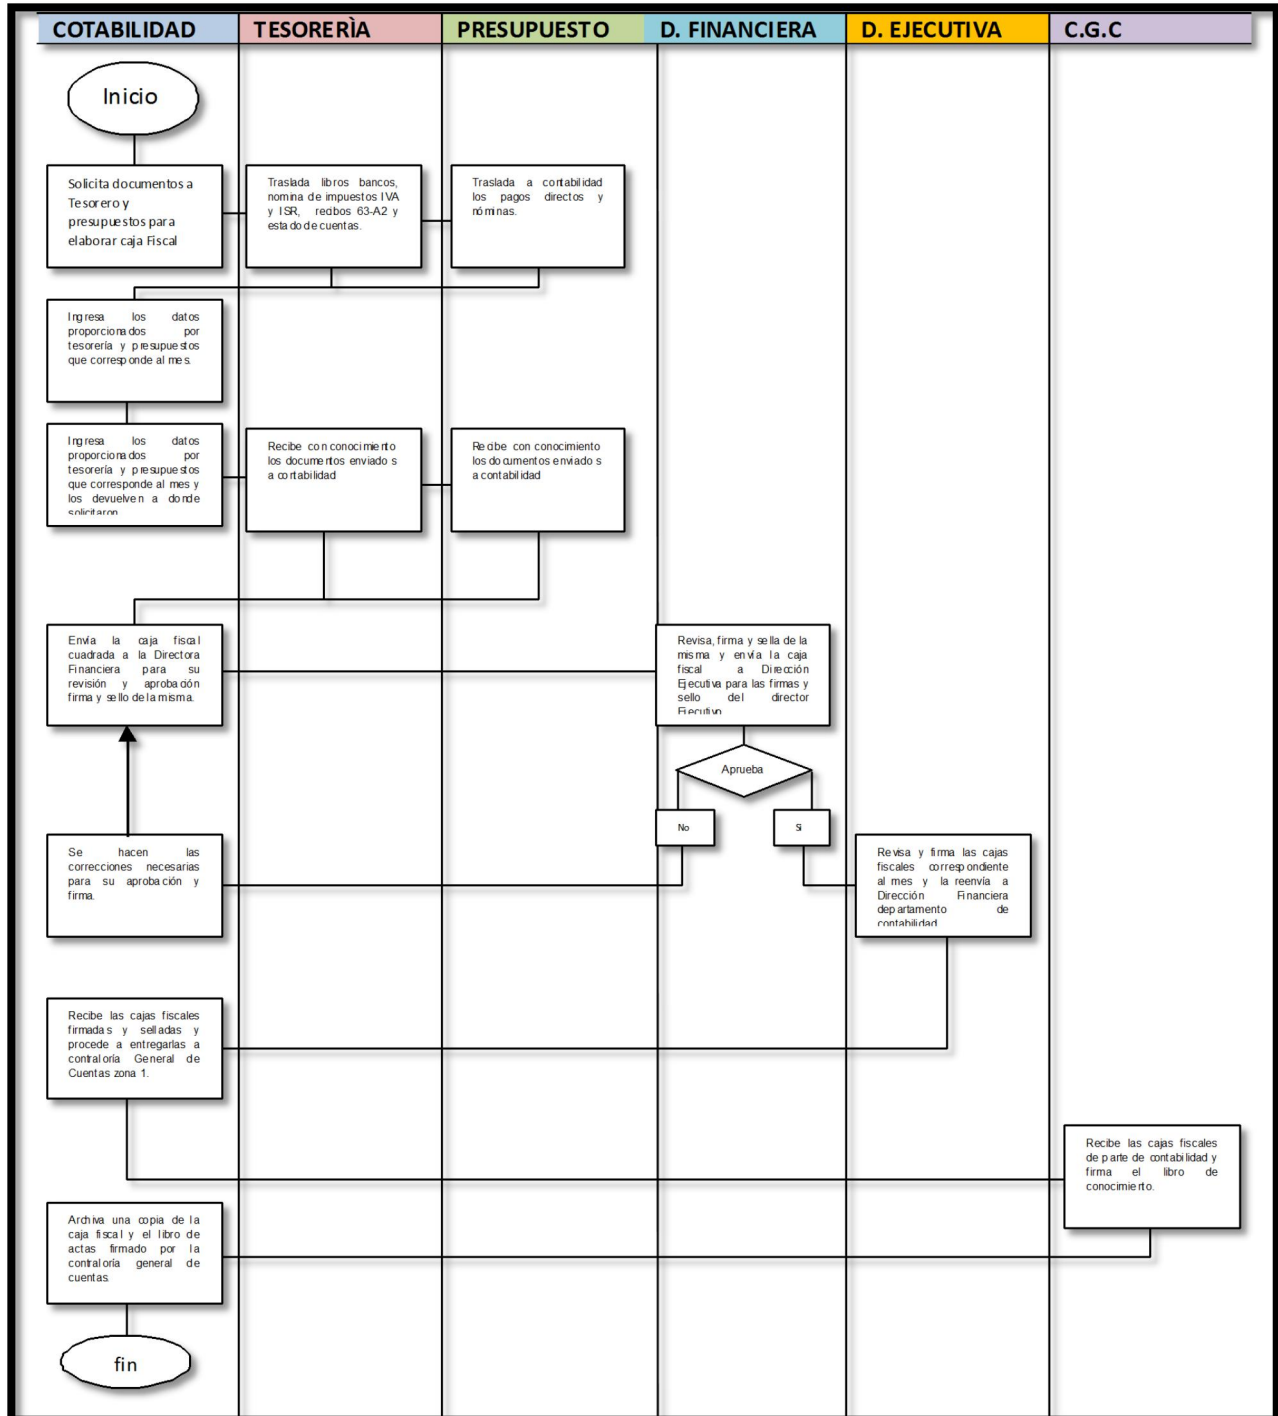 COTABILIDAD
TESORERÌA
PRESUPUESTO
D. FINANCIERA
D. EJECUTIVA
C.G.C
Inicio
Solicita documentos a
Tesorero y
presupuestos para
elaborar caja Fiscal
Traslada libros bancos,
nomina de impuestos IVA
y ISR, recibos 63-A2 y
estado de cuentas.
Traslada a contabilidad
los pagos directos y
nóminas.
Ingresa los datos
proporcionados por
tesorería y presupuestos
que corresponde al mes.
Ingresa los datos
proporcionados por
tesorería y presupuestos
que corresponde al mes y
los devuelven a donde
solicitaron
Recibe con conocimiento
los documentos enviados
a contabilidad
Recibe con conocimiento
los documentos enviados
a contabilidad
Envía la caja fiscal
cuadrada a la Directora
Financiera para su
revisión y aprobación
firma y sello de la misma.
Revisa, firma y sella de la
misma y envía la caja
fiscal a Dirección
Ejecutiva para las firmas y
sello del director
Ejecutivo
Aprueba
No
Si
Se hacen las
correcciones necesarias
para su aprobación y
firma.
Revisa y firma las cajas
fiscales correspondiente
al mes y la reenvía a
Dirección Financiera
departamento de
contabilidad
Recibe las cajas fiscales
firmadas y selladas y
procede a entregarlas a
contraloría General de
Cuentas zona 1.
Recibe las cajas fiscales
de parte de contabilidad y
firma el libro de
conocimiento.
Archiva una copia de la
caja fiscal y el libro de
actas firmado por la
contraloría general de
cuentas.
fin